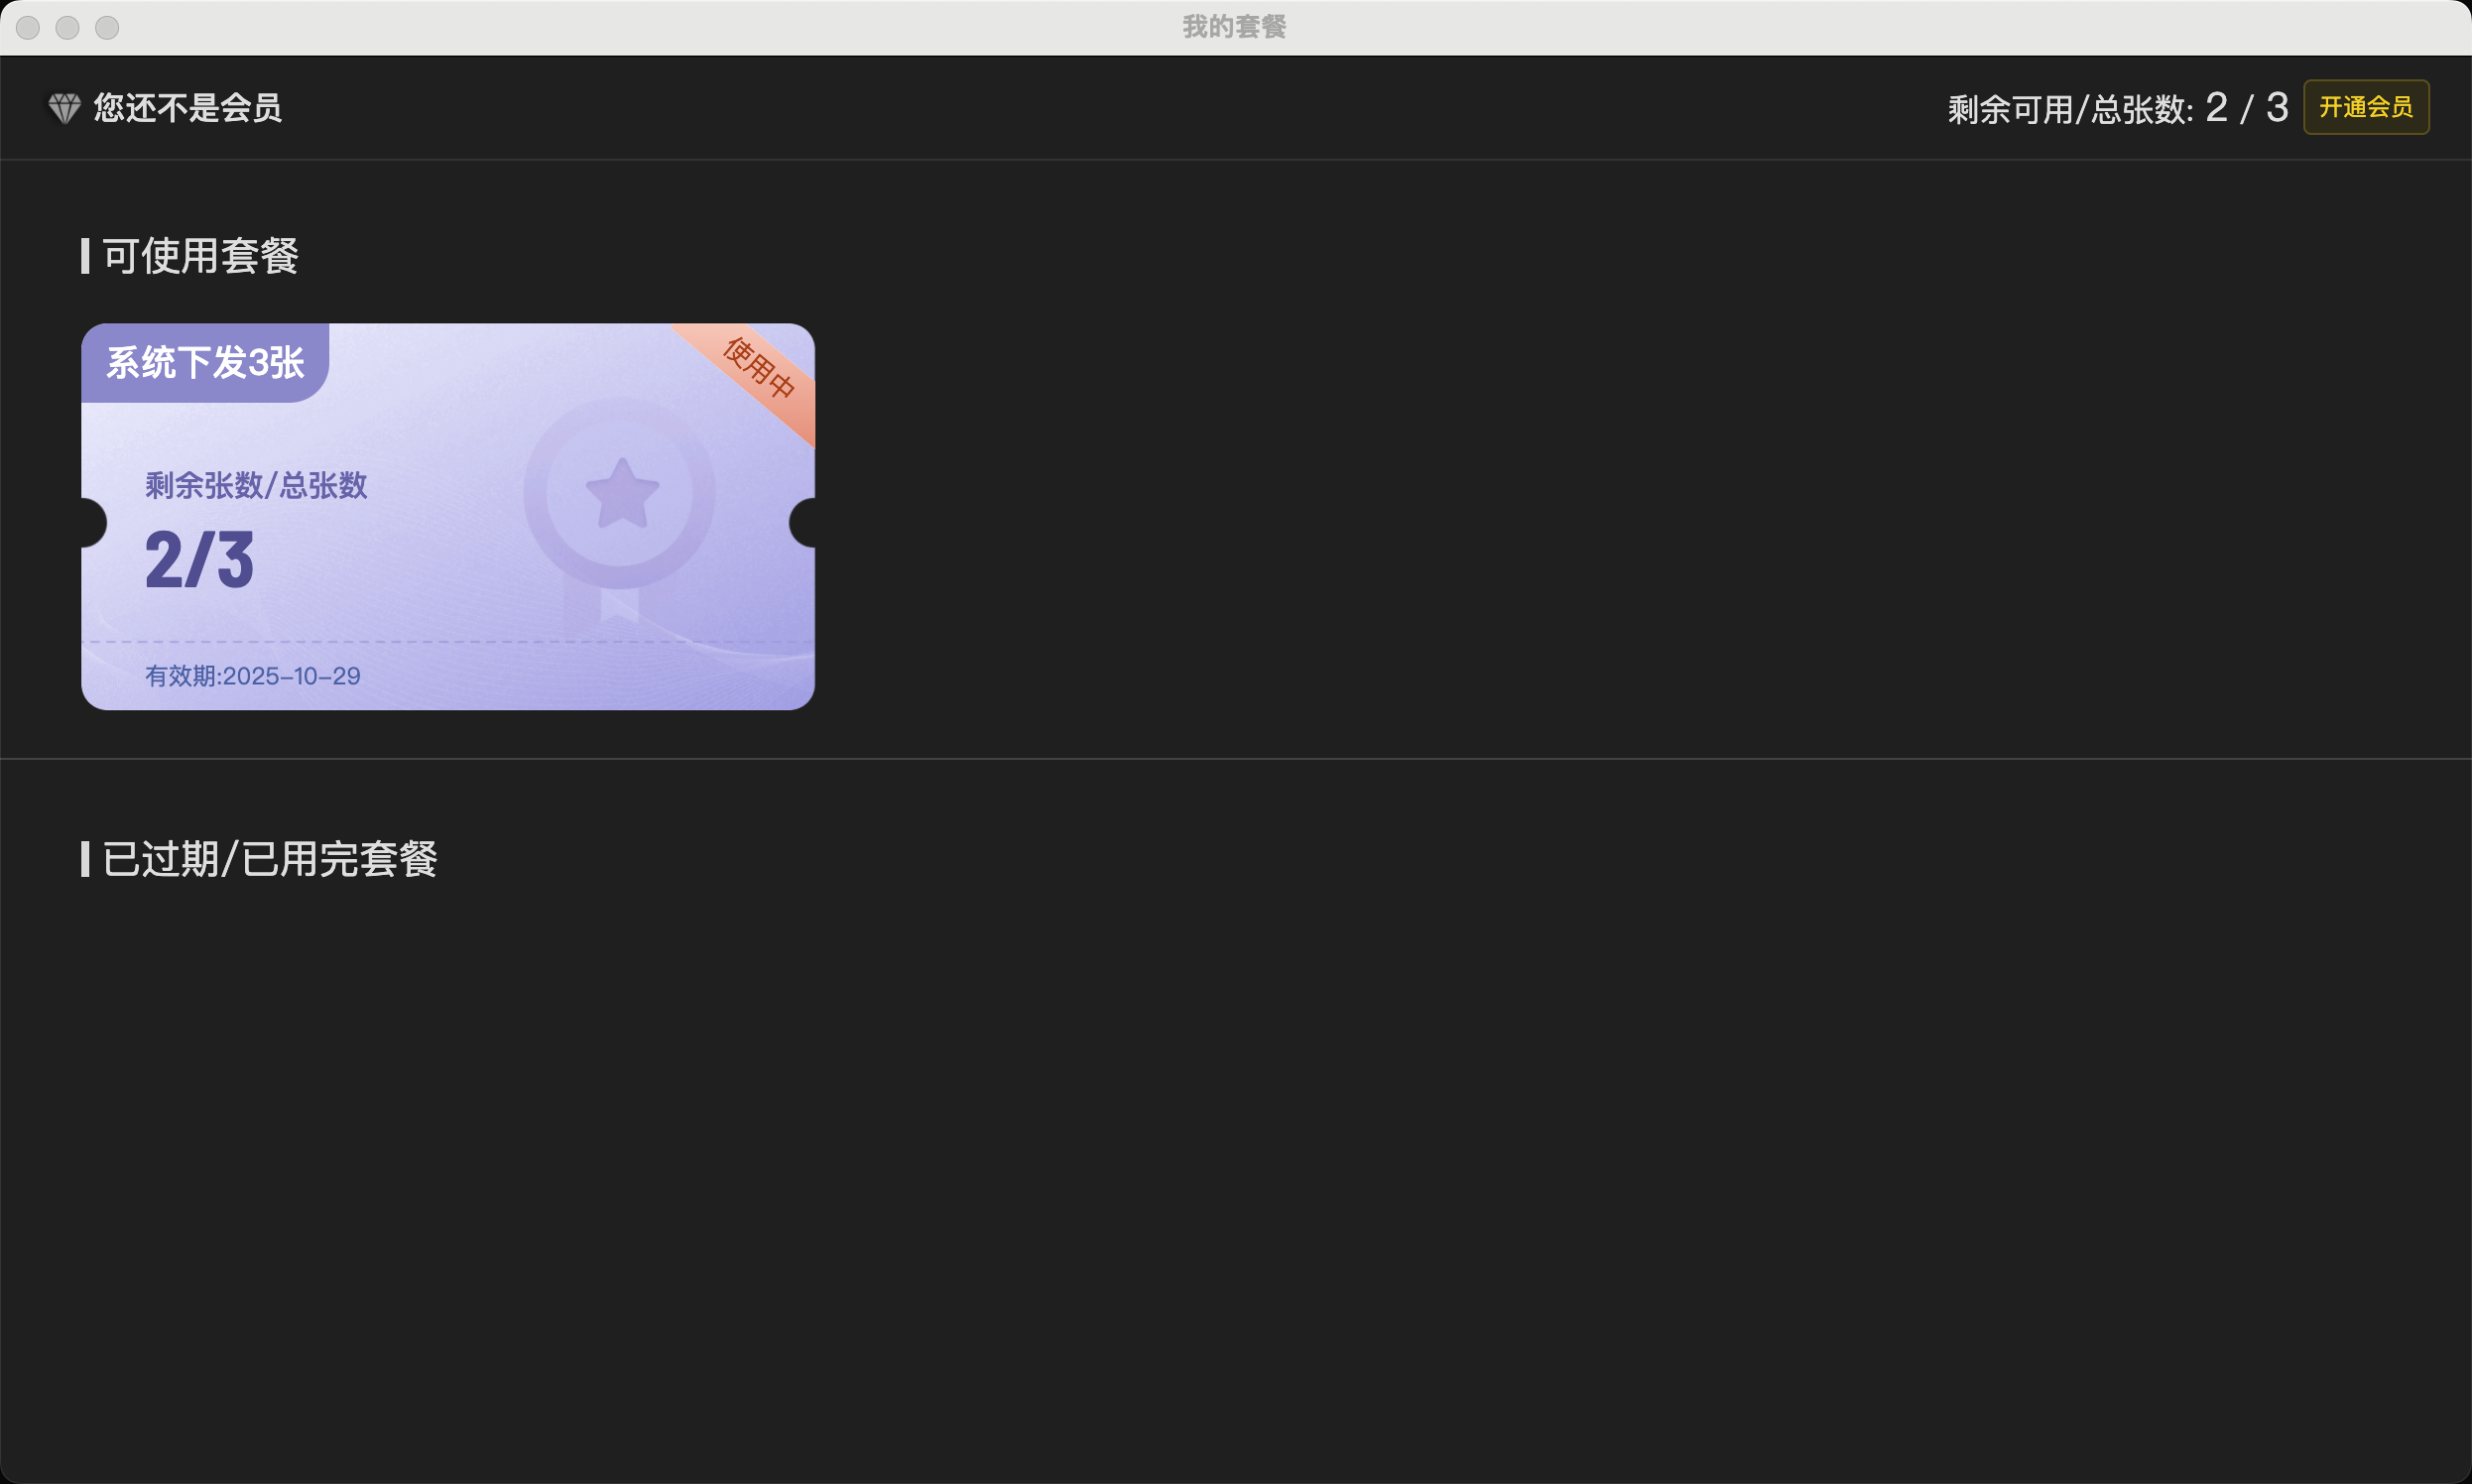 我的套餐
您还不是会员
剩余可用/总张数: 2 / 3
开通会员
可使用套餐
系统下发3张
使用中
剩余张数/总张数
2/3
有效期:2025-10-29
已过期/已用完套餐